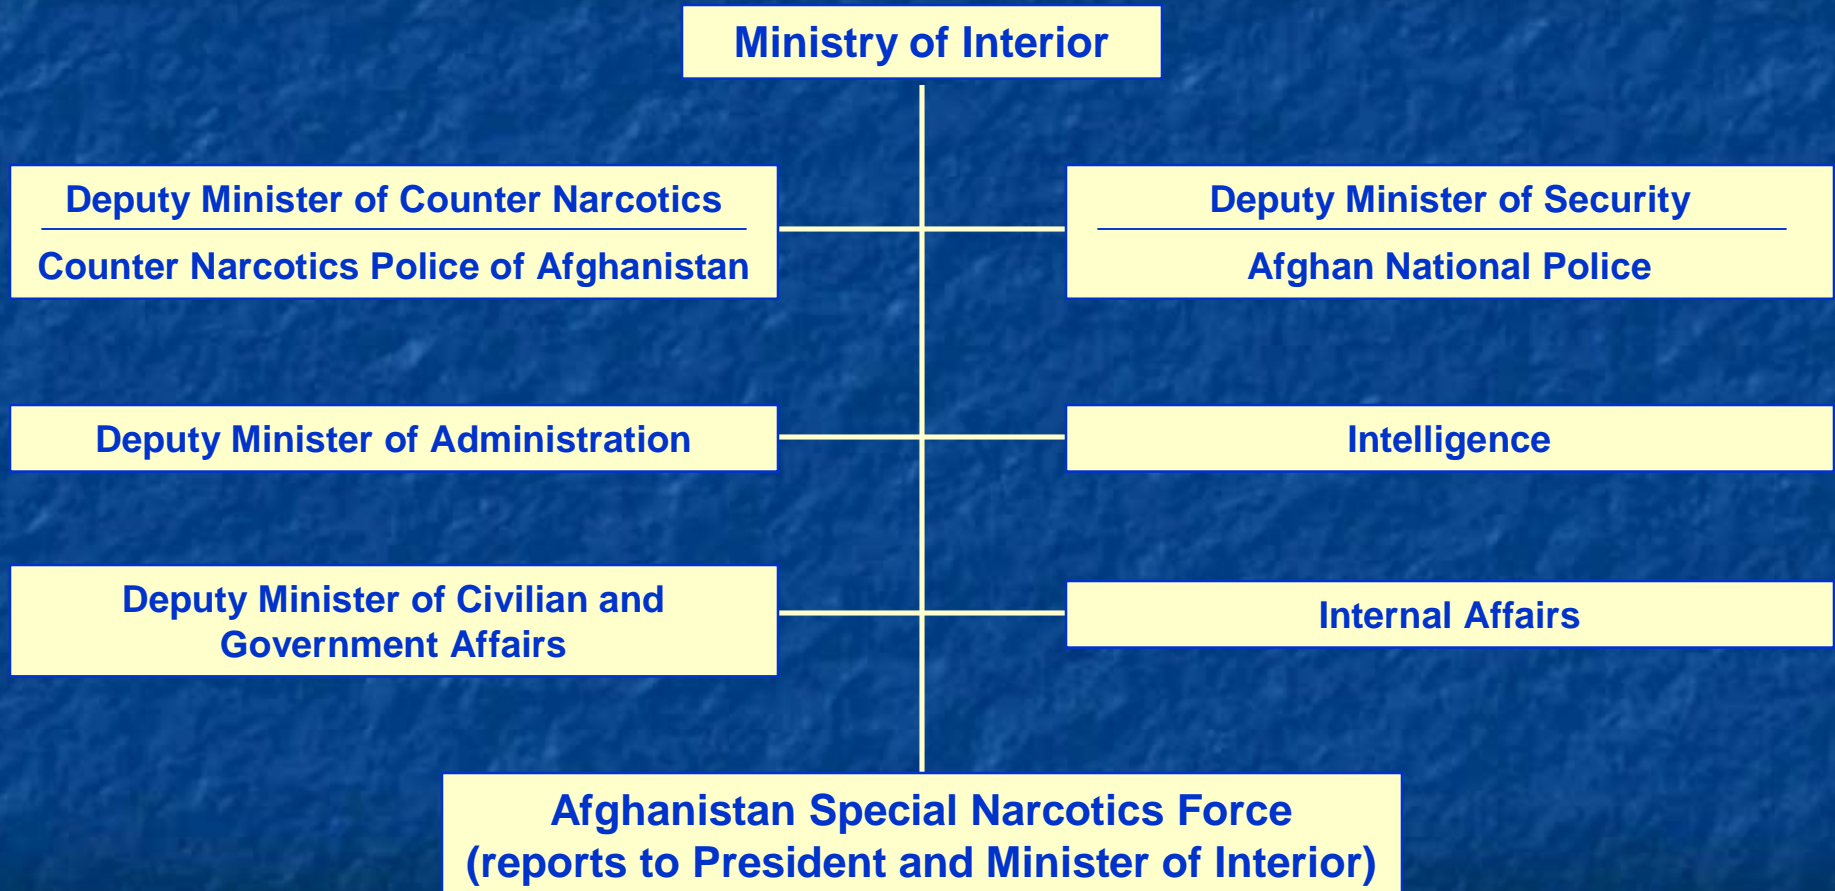 Ministry of Interior
Deputy Minister of Counter Narcotics
Counter Narcotics Police of Afghanistan
Deputy Minister of Security
Afghan National Police
Deputy Minister of Administration
Intelligence
Deputy Minister of Civilian and
Government Affairs
Internal Affairs
Afghanistan Special Narcotics Force
(reports to President and Minister of Interior)